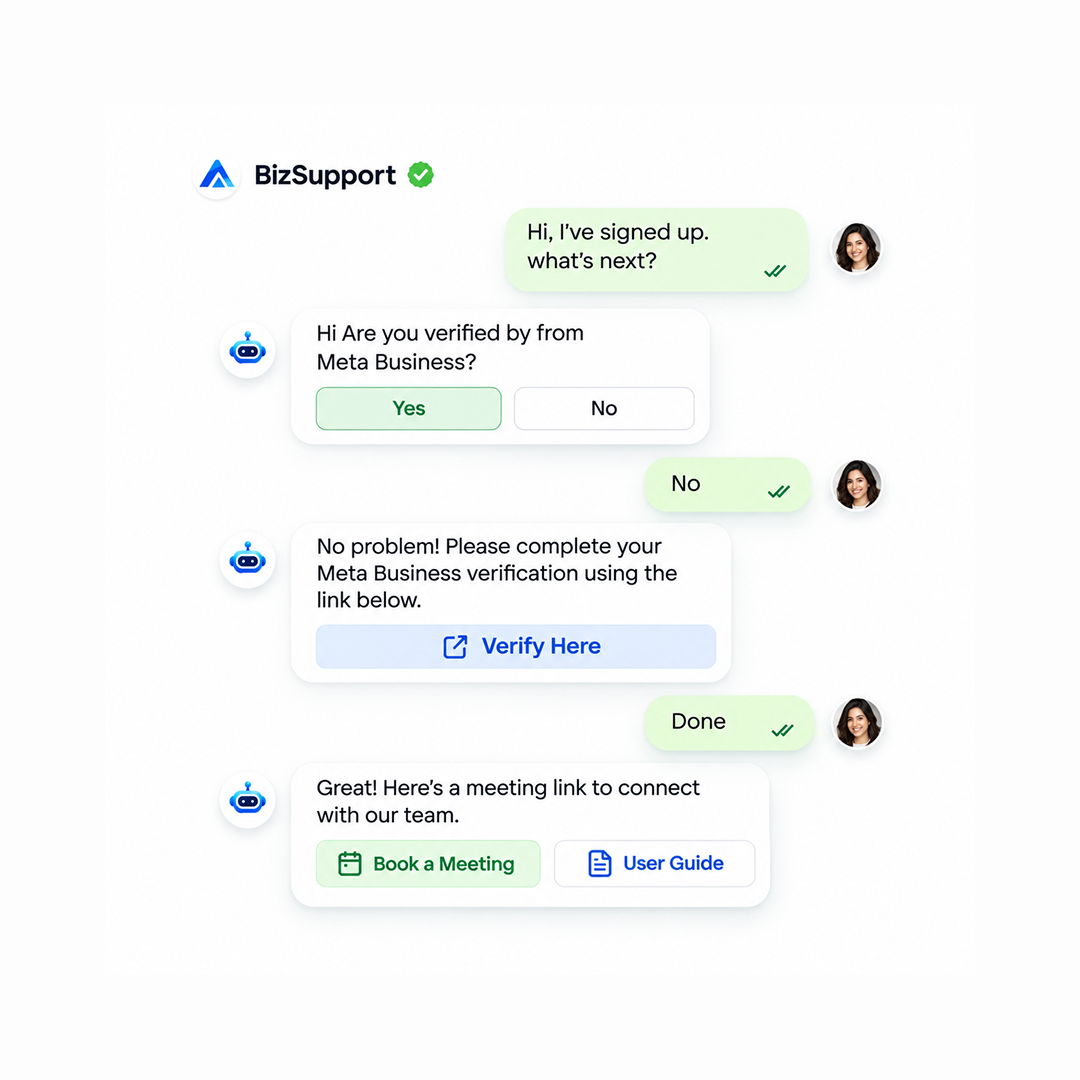 BizSupport
Hi, I’ve signed up.
what’s next?
Hi Are you verified by from
Meta Business?
Yes
No
No
No problem! Please complete your
Meta Business verification using the
link below.
Verify Here
Done
Great! Here’s a meeting link to connect
with our team.
Book a Meeting
User Guide